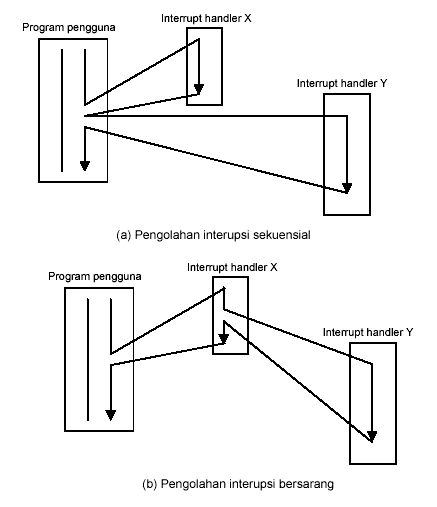 Interrupt handler X
Program pengguna
Interrupt handler Y
(a) Pengolahan interupsi sekuensial
Interrupt handler X
Program pengguna
Interrupt handler Y
(b) Pengolahan interupsi bersarang